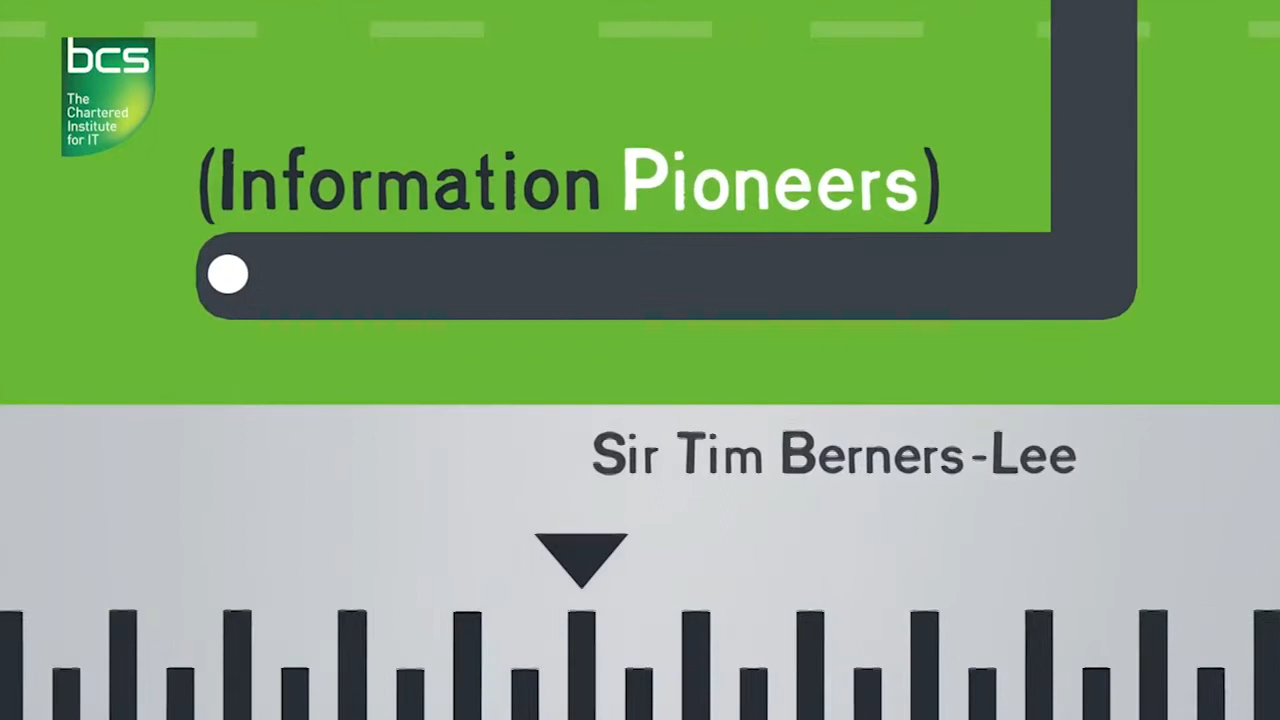 bcs
The
Chartered
Institute
for IT
(Information Pioneers)
Sir Tim Berners-Lee